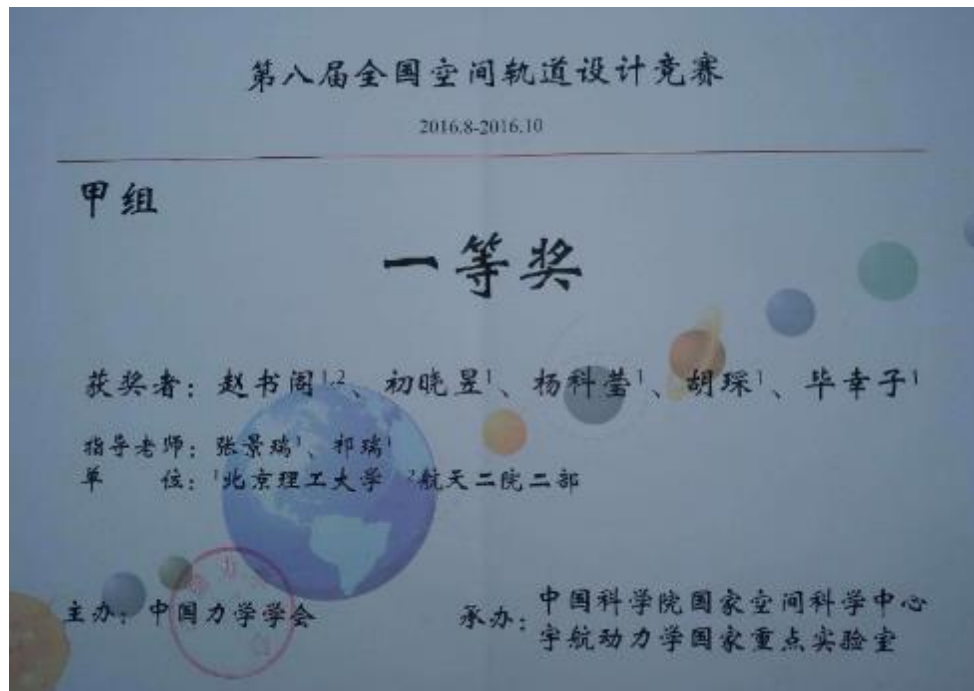 第八届全国空间轨道设计竞赛
2016.8-2016.10
甲组
一等奖
获奖者：赵书阁¹,²、初晓昱¹、杨科莹¹、胡琛¹、毕幸子¹
指导老师：张景瑞¹、祁瑞¹
单　　位：¹北京理工大学 ²航天二院二部
主办：中国力学学会
承办：中国科学院国家空间科学中心
宇航动力学国家重点实验室